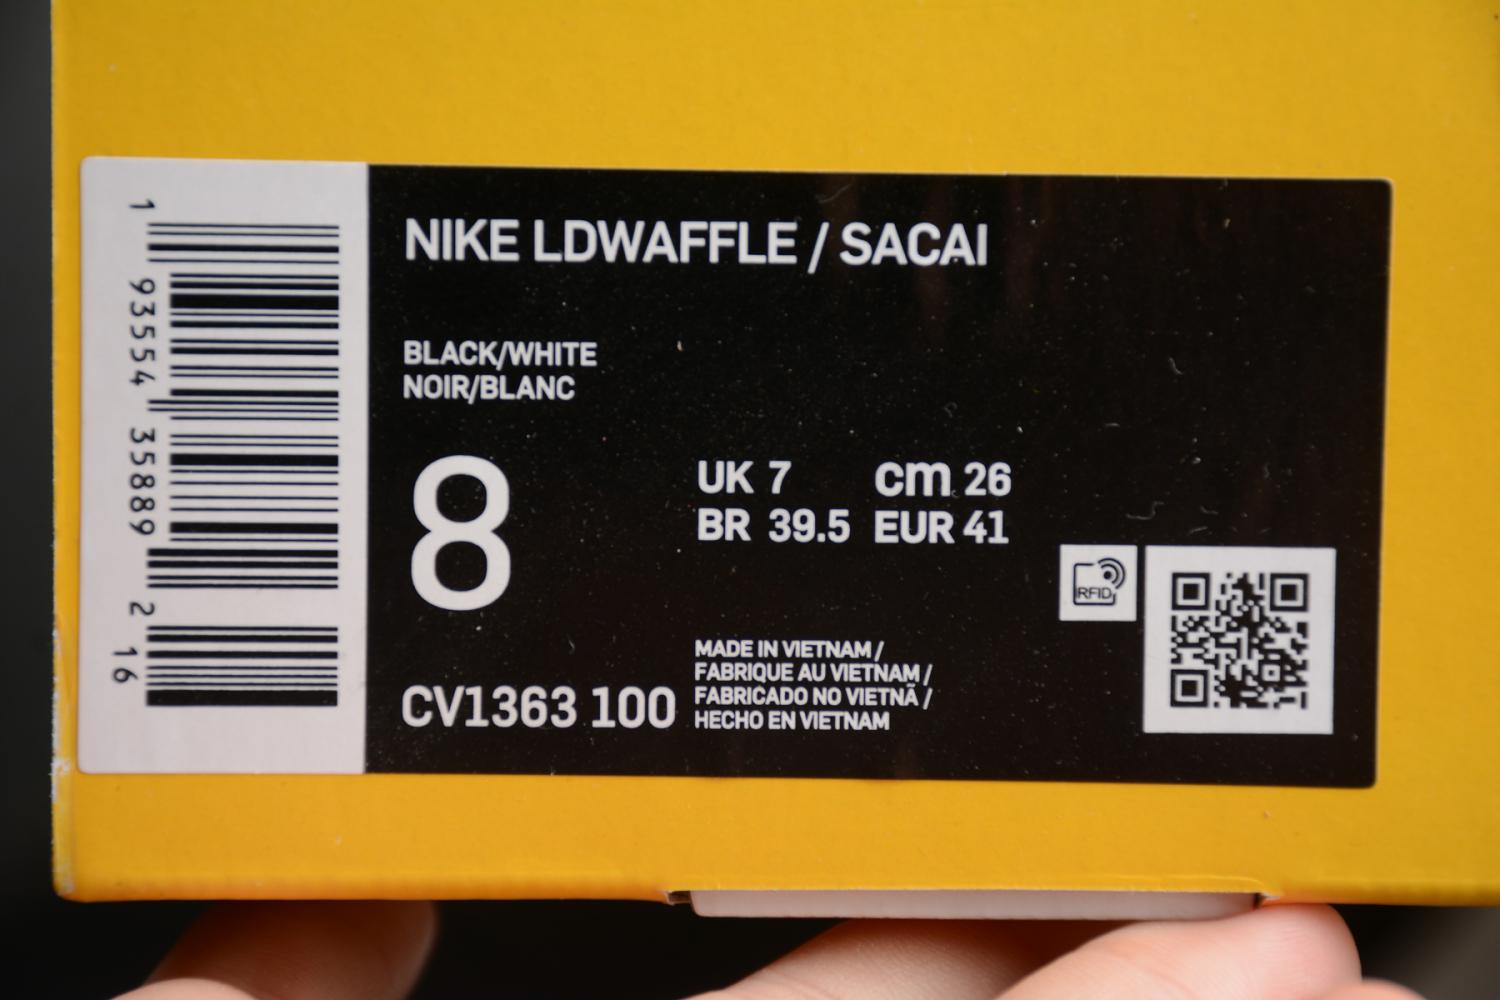 1 93554 35889 2 16
NIKE LDWAFFLE / SACAI
BLACK/WHITE
NOIR/BLANC
8
UK 7 cm 26
BR 39.5 EUR 41
RFID
CV1363 100
MADE IN VIETNAM /
FABRIQUE AU VIETNAM /
FABRICADO NO VIETNÃ /
HECHO EN VIETNAM